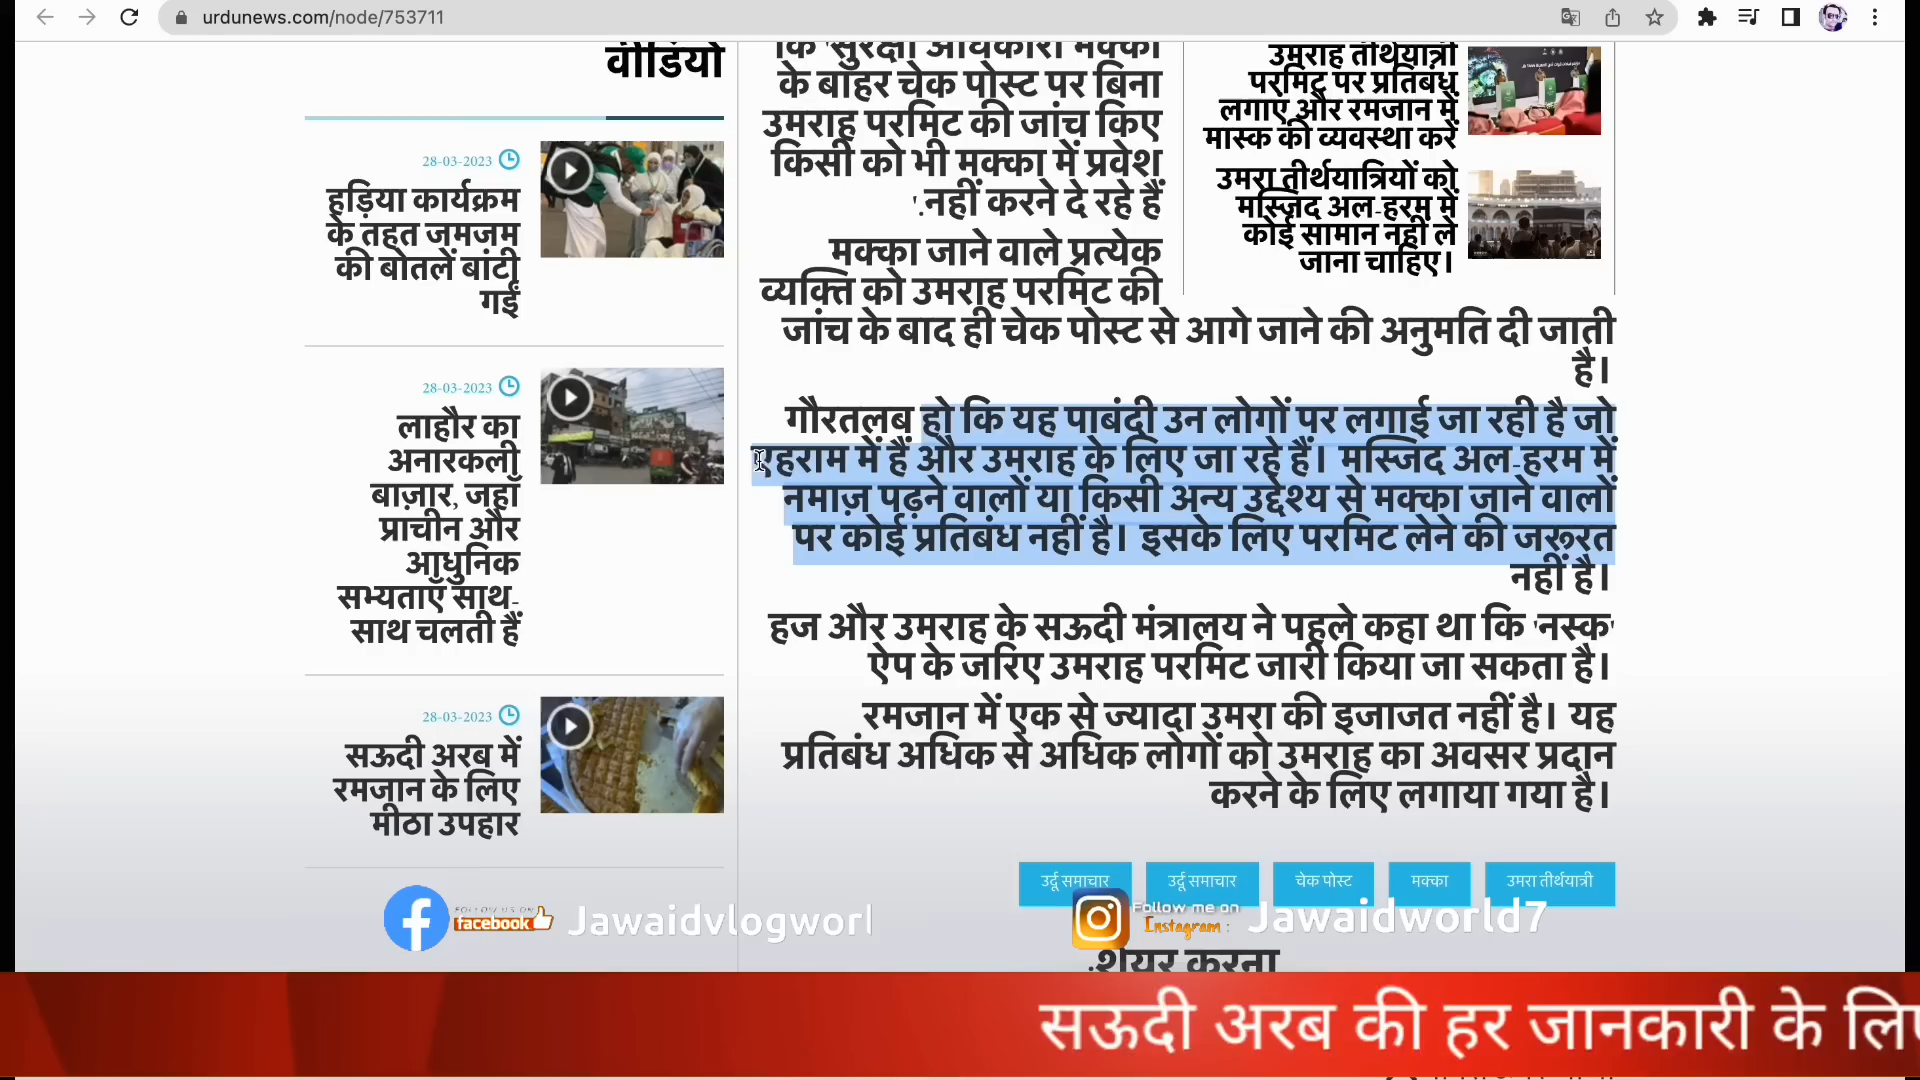 urdunews.com/node/753711
वीडियो
28-03-2023
हड़िया कार्यक्रम
के तहत जमजम
की बोतलें बांटी
गईं
28-03-2023
लाहौर का
अनारकली
बाज़ार, जहाँ
प्राचीन और
आधुनिक
सभ्यताएँ साथ-
साथ चलती हैं
28-03-2023
सऊदी अरब में
रमजान के लिए
मीठा उपहार
कि 'सुरक्षा अधिकारी मक्का
के बाहर चेक पोस्ट पर बिना
उमराह परमिट की जांच किए
किसी को भी मक्का में प्रवेश
'.नहीं करने दे रहे हैं
मक्का जाने वाले प्रत्येक
व्यक्ति को उमराह परमिट की
जांच के बाद ही चेक पोस्ट से आगे जाने की अनुमति दी जाती
है।
गौरतलब हो कि यह पाबंदी उन लोगों पर लगाई जा रही है जो
एहराम में हैं और उमराह के लिए जा रहे हैं। मस्जिद अल-हरम में
नमाज़ पढ़ने वालों या किसी अन्य उद्देश्य से मक्का जाने वालों
पर कोई प्रतिबंध नहीं है। इसके लिए परमिट लेने की जरूरत
नहीं है।
हज और उमराह के सऊदी मंत्रालय ने पहले कहा था कि 'नस्क'
ऐप के जरिए उमराह परमिट जारी किया जा सकता है।
रमजान में एक से ज्यादा उमरा की इजाजत नहीं है। यह
प्रतिबंध अधिक से अधिक लोगों को उमराह का अवसर प्रदान
करने के लिए लगाया गया है।
उमराह तीर्थयात्री
परमिट पर प्रतिबंध
लगाएं और रमजान में
मास्क की व्यवस्था करें
उमरा तीर्थयात्रियों को
मस्जिद अल-हरम में
कोई सामान नहीं ले
जाना चाहिए।
उर्दू समाचार उर्दू समाचार चेक पोस्ट मक्का उमरा तीर्थयात्री
:शेयर करना
FOLLOW US ON
facebook
Jawaidvlogworl
Follow me on
Instagram :
Jawaidworld7
सऊदी अरब की हर जानकारी के लिए